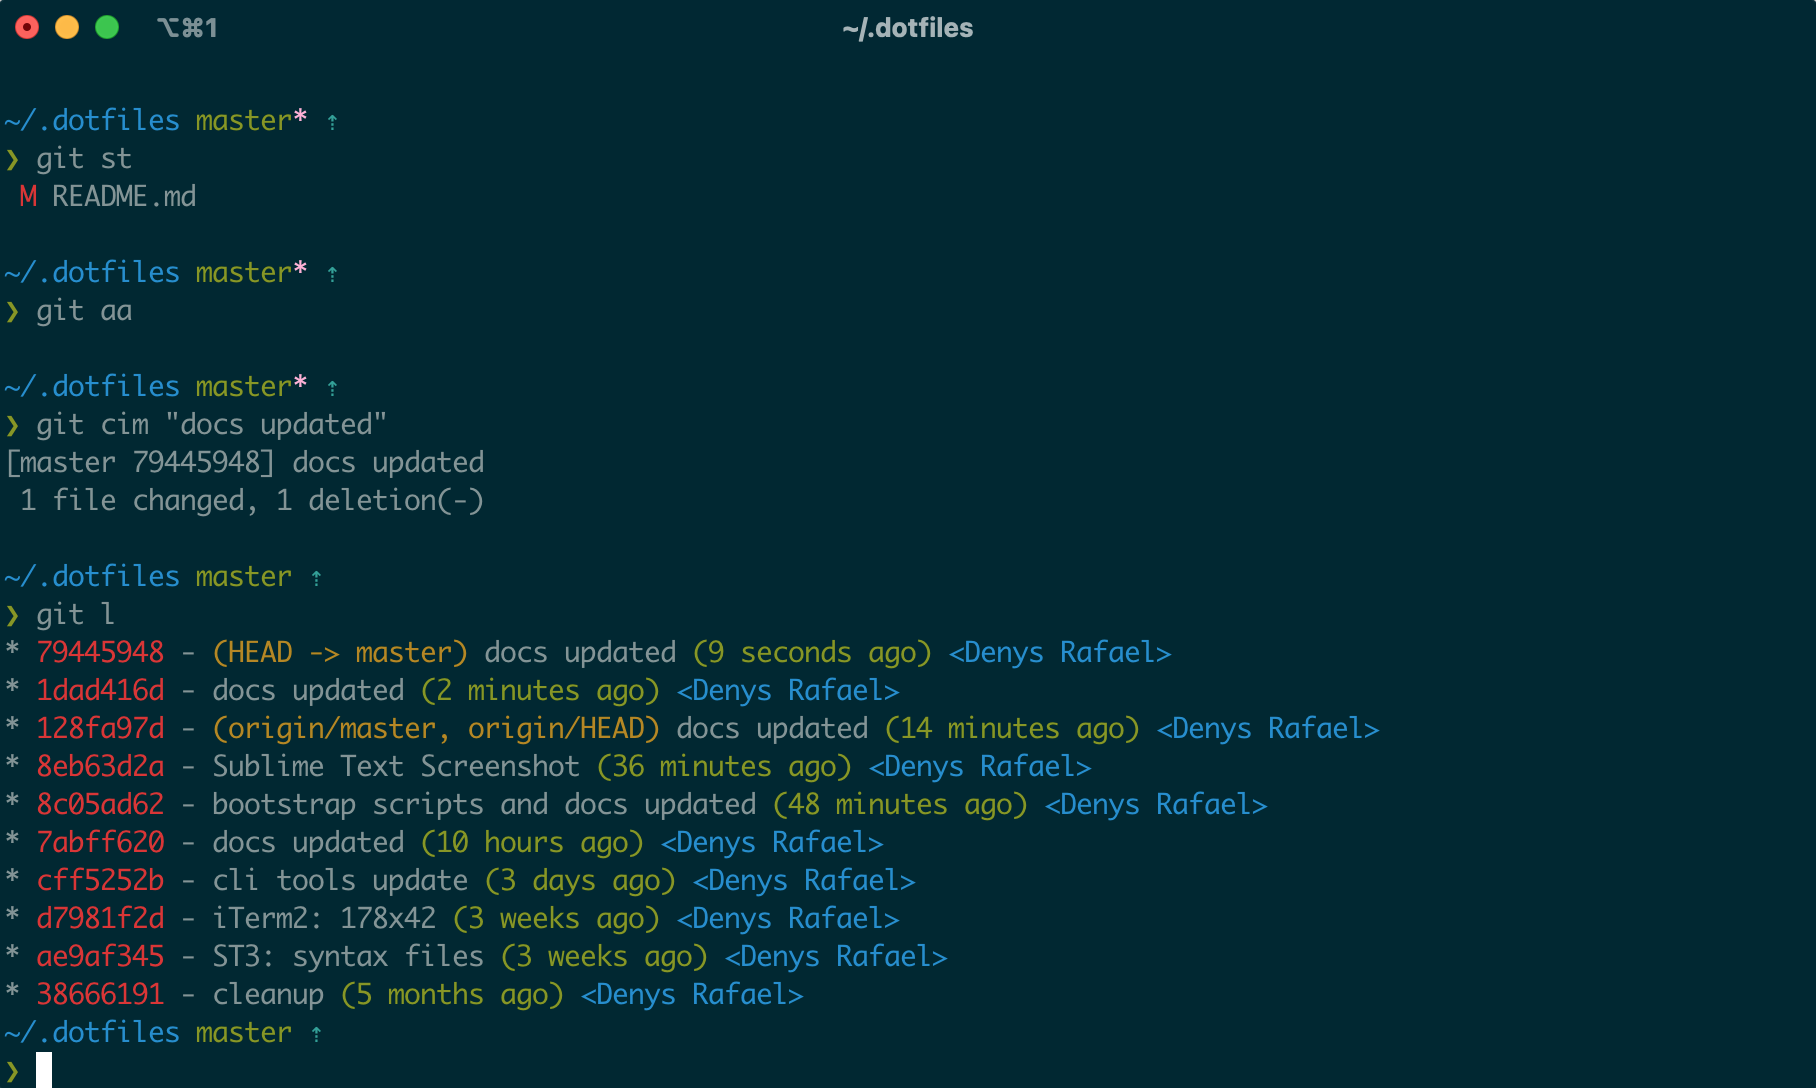 ⌥⌘1
~/.dotfiles
~/.dotfiles master* ⇡
❯ git st
 M README.md
~/.dotfiles master* ⇡
❯ git aa
~/.dotfiles master* ⇡
❯ git cim "docs updated"
[master 79445948] docs updated
 1 file changed, 1 deletion(-)
~/.dotfiles master ⇡
❯ git l
* 79445948 - (HEAD -> master) docs updated (9 seconds ago) <Denys Rafael>
* 1dad416d - docs updated (2 minutes ago) <Denys Rafael>
* 128fa97d - (origin/master, origin/HEAD) docs updated (14 minutes ago) <Denys Rafael>
* 8eb63d2a - Sublime Text Screenshot (36 minutes ago) <Denys Rafael>
* 8c05ad62 - bootstrap scripts and docs updated (48 minutes ago) <Denys Rafael>
* 7abff620 - docs updated (10 hours ago) <Denys Rafael>
* cff5252b - cli tools update (3 days ago) <Denys Rafael>
* d7981f2d - iTerm2: 178x42 (3 weeks ago) <Denys Rafael>
* ae9af345 - ST3: syntax files (3 weeks ago) <Denys Rafael>
* 38666191 - cleanup (5 months ago) <Denys Rafael>
~/.dotfiles master ⇡
❯